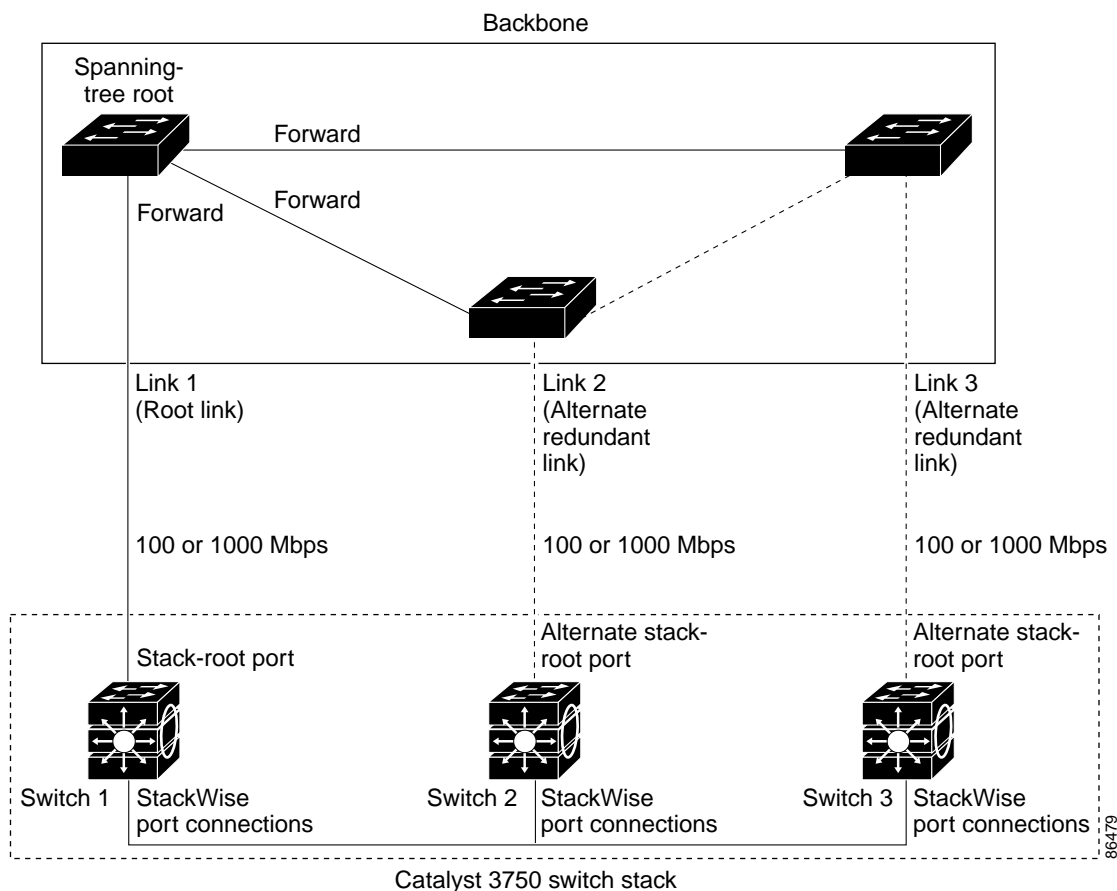 Backbone
Spanning-
tree root
Forward
Forward
Forward
Link 1
(Root link)
Link 2
(Alternate
redundant
link)
Link 3
(Alternate
redundant
link)
100 or 1000 Mbps
100 or 1000 Mbps
100 or 1000 Mbps
Stack-root port
Alternate stack-
root port
Alternate stack-
root port
Switch 1
StackWise
port connections
Switch 2
StackWise
port connections
Switch 3
StackWise
port connections
86479
Catalyst 3750 switch stack